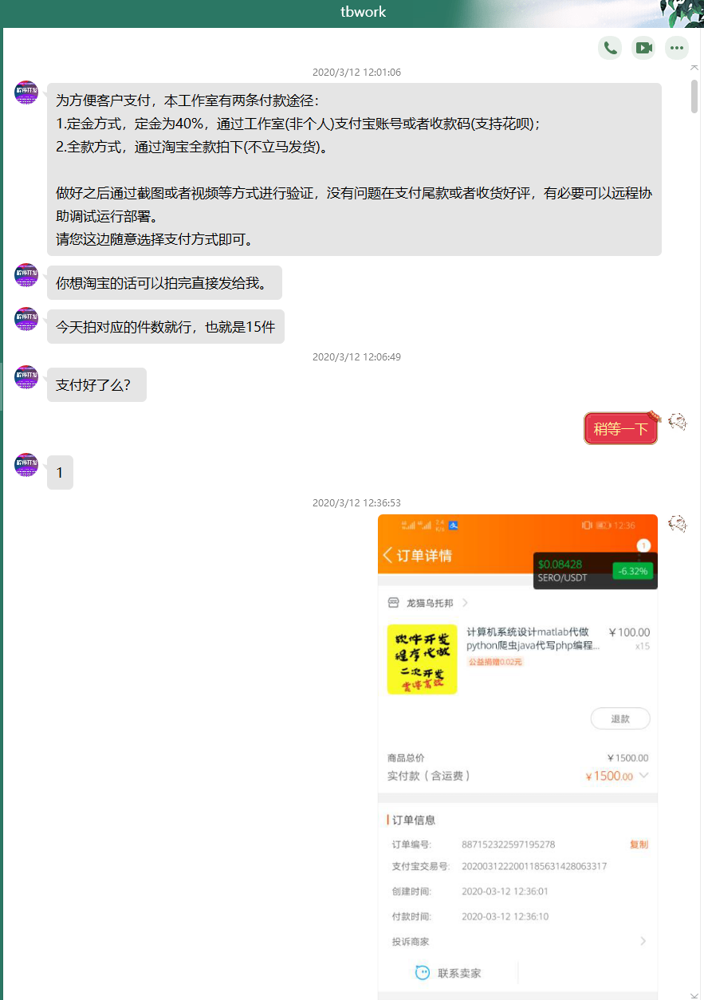 tbwork
2020/3/12 12:01:06
为方便客户支付，本工作室有两条付款途径：
1.定金方式，定金为40%，通过工作室(非个人)支付宝账号或者收款码(支持花呗)；
2.全款方式，通过淘宝全款拍下(不立马发货)。
做好之后通过截图或者视频等方式进行验证，没有问题在支付尾款或者收货好评，有必要可以远程协
助调试运行部署。
请您这边随意选择支付方式即可。
你想淘宝的话可以拍完直接发给我。
今天拍对应的件数就行，也就是15件
2020/3/12 12:06:49
支付好了么？
稍等一下
1
2020/3/12 12:36:53
12:36
订单详情
1
$0.08428
SERO/USDT
-6.32%
龙猫乌托邦
软件开发
程序代做
二次开发
计算机系统设计matlab代做
￥100.00
python爬虫java代写php编程...
x15
公益捐赠0.02元
退款
商品总价
￥1500.00
实付款（含运费）
￥1500.00
订单信息
订单编号:
887152322597195278
复制
支付宝交易号:
2020031222001185631428063317
创建时间:
2020-03-12 12:36:01
付款时间:
2020-03-12 12:36:10
投诉商家
联系卖家